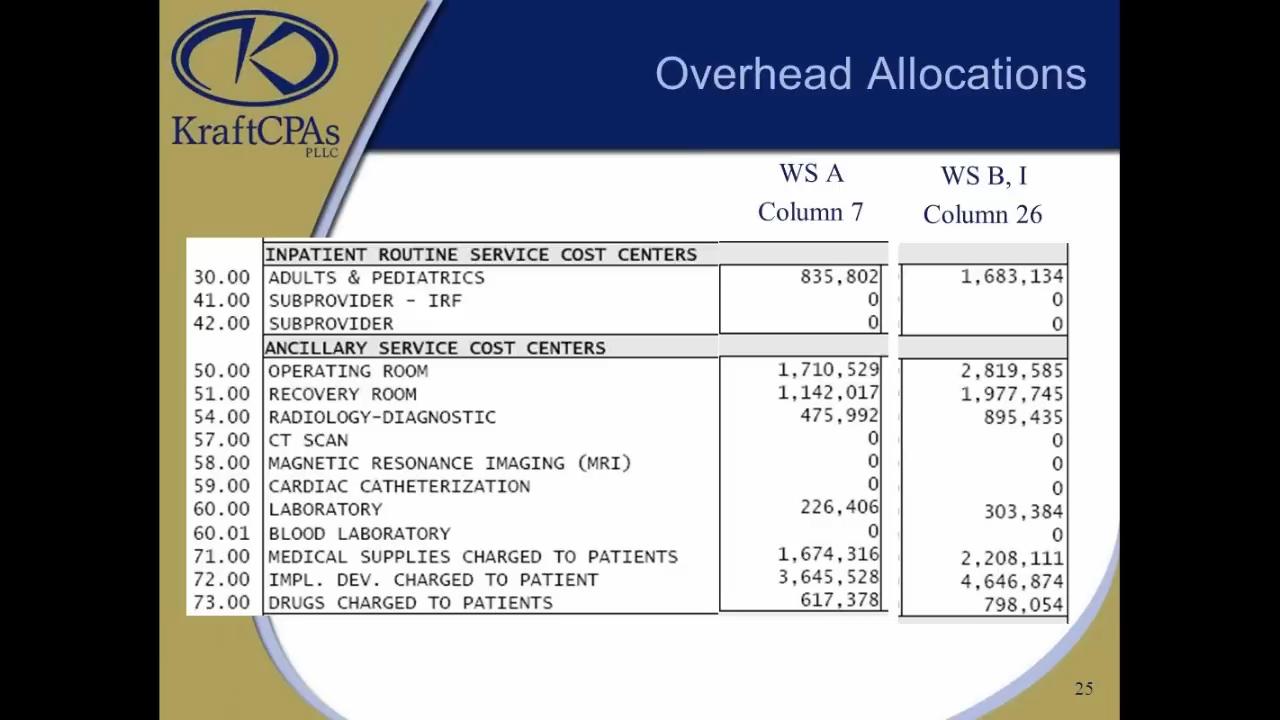 KraftCPAs
PLLC
Overhead Allocations
WS A WS B, I
Column 7 Column 26
INPATIENT ROUTINE SERVICE COST CENTERS
30.00 ADULTS & PEDIATRICS 835,802 1,683,134
41.00 SUBPROVIDER - IRF 0 0
42.00 SUBPROVIDER 0 0
ANCILLARY SERVICE COST CENTERS
50.00 OPERATING ROOM 1,710,529 2,819,585
51.00 RECOVERY ROOM 1,142,017 1,977,745
54.00 RADIOLOGY-DIAGNOSTIC 475,992 895,435
57.00 CT SCAN 0 0
58.00 MAGNETIC RESONANCE IMAGING (MRI) 0 0
59.00 CARDIAC CATHETERIZATION 0 0
60.00 LABORATORY 226,406 303,384
60.01 BLOOD LABORATORY 0 0
71.00 MEDICAL SUPPLIES CHARGED TO PATIENTS 1,674,316 2,208,111
72.00 IMPL. DEV. CHARGED TO PATIENT 3,645,528 4,646,874
73.00 DRUGS CHARGED TO PATIENTS 617,378 798,054
25